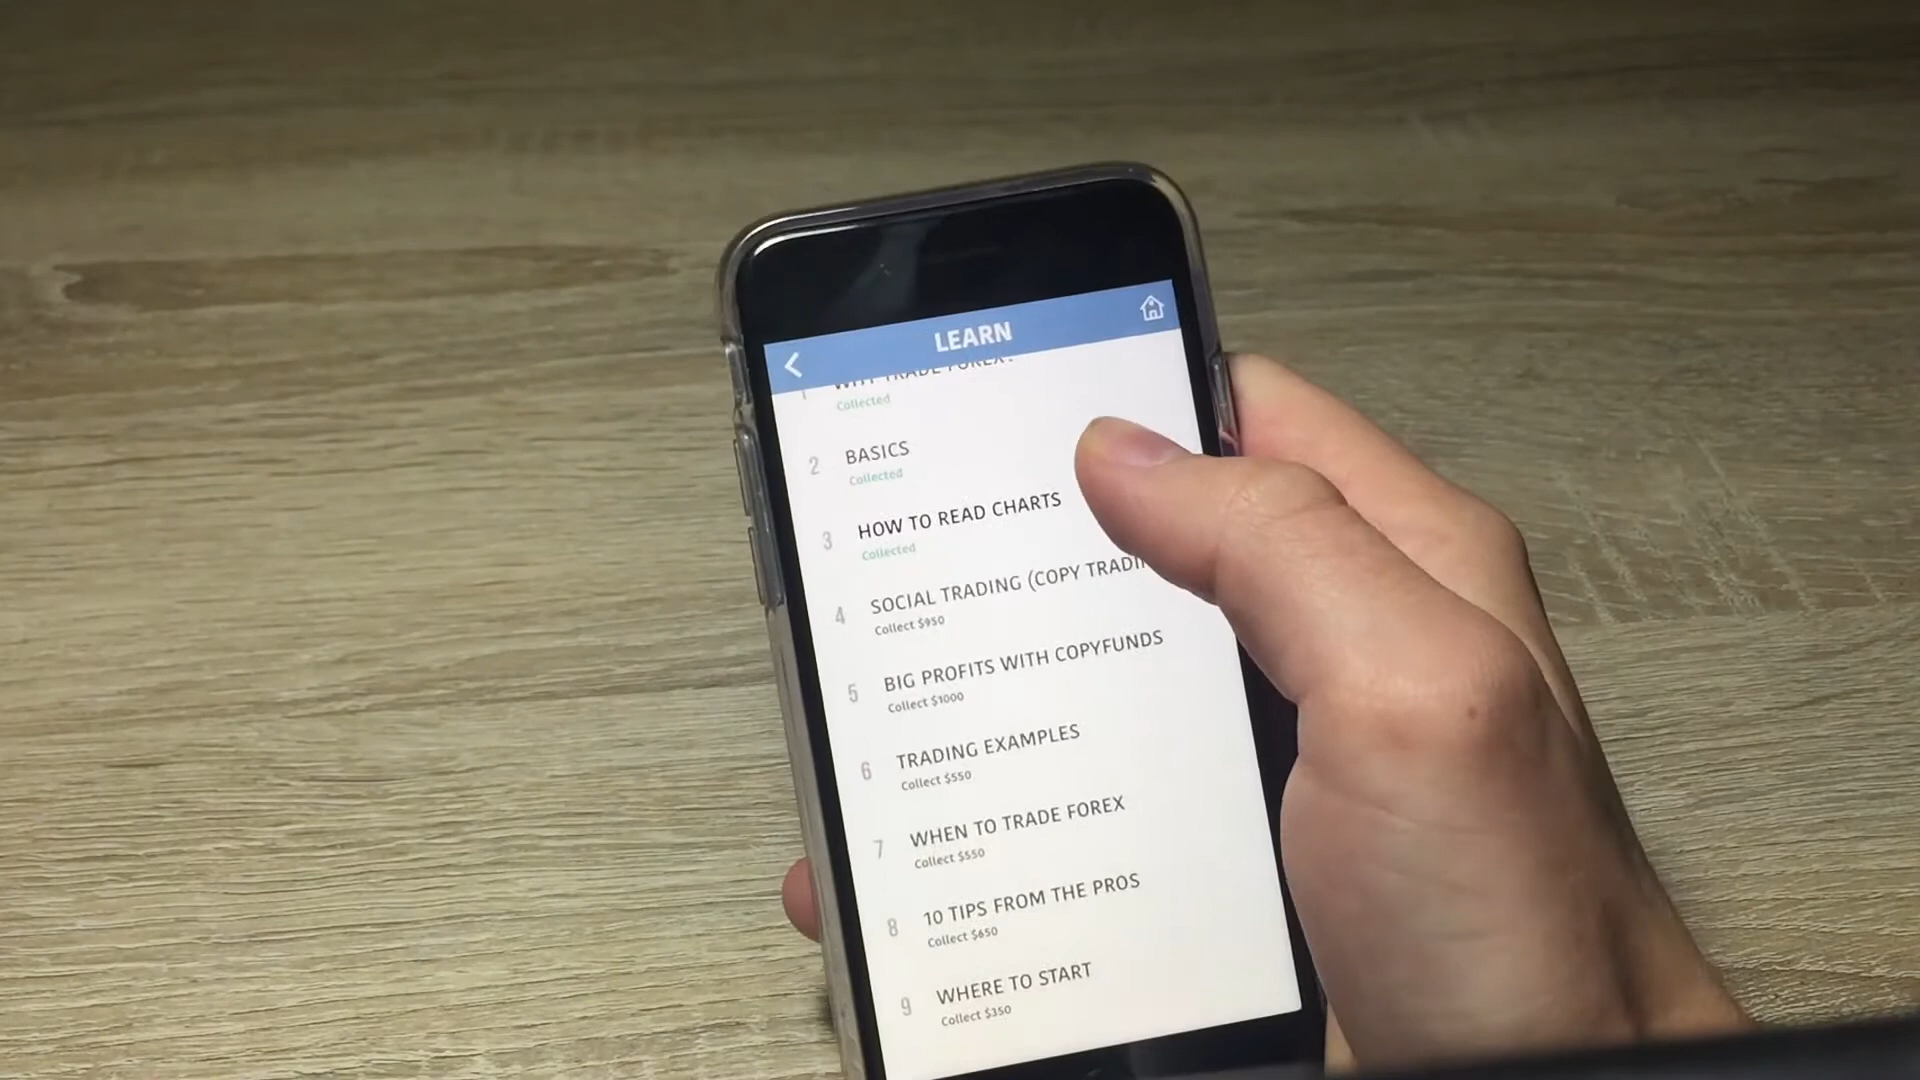 LEARN
1 WHY TRADE FOREX?
Collected
2 BASICS
Collected
3 HOW TO READ CHARTS
Collected
4 SOCIAL TRADING (COPY
Collect $950
5 BIG PROFITS WITH COPYFUNDS
Collect $1000
6 TRADING EXAMPLES
Collect $550
7 WHEN TO TRADE FOREX
Collect $550
8 10 TIPS FROM THE PROS
Collect $650
9 WHERE TO START
Collect $350